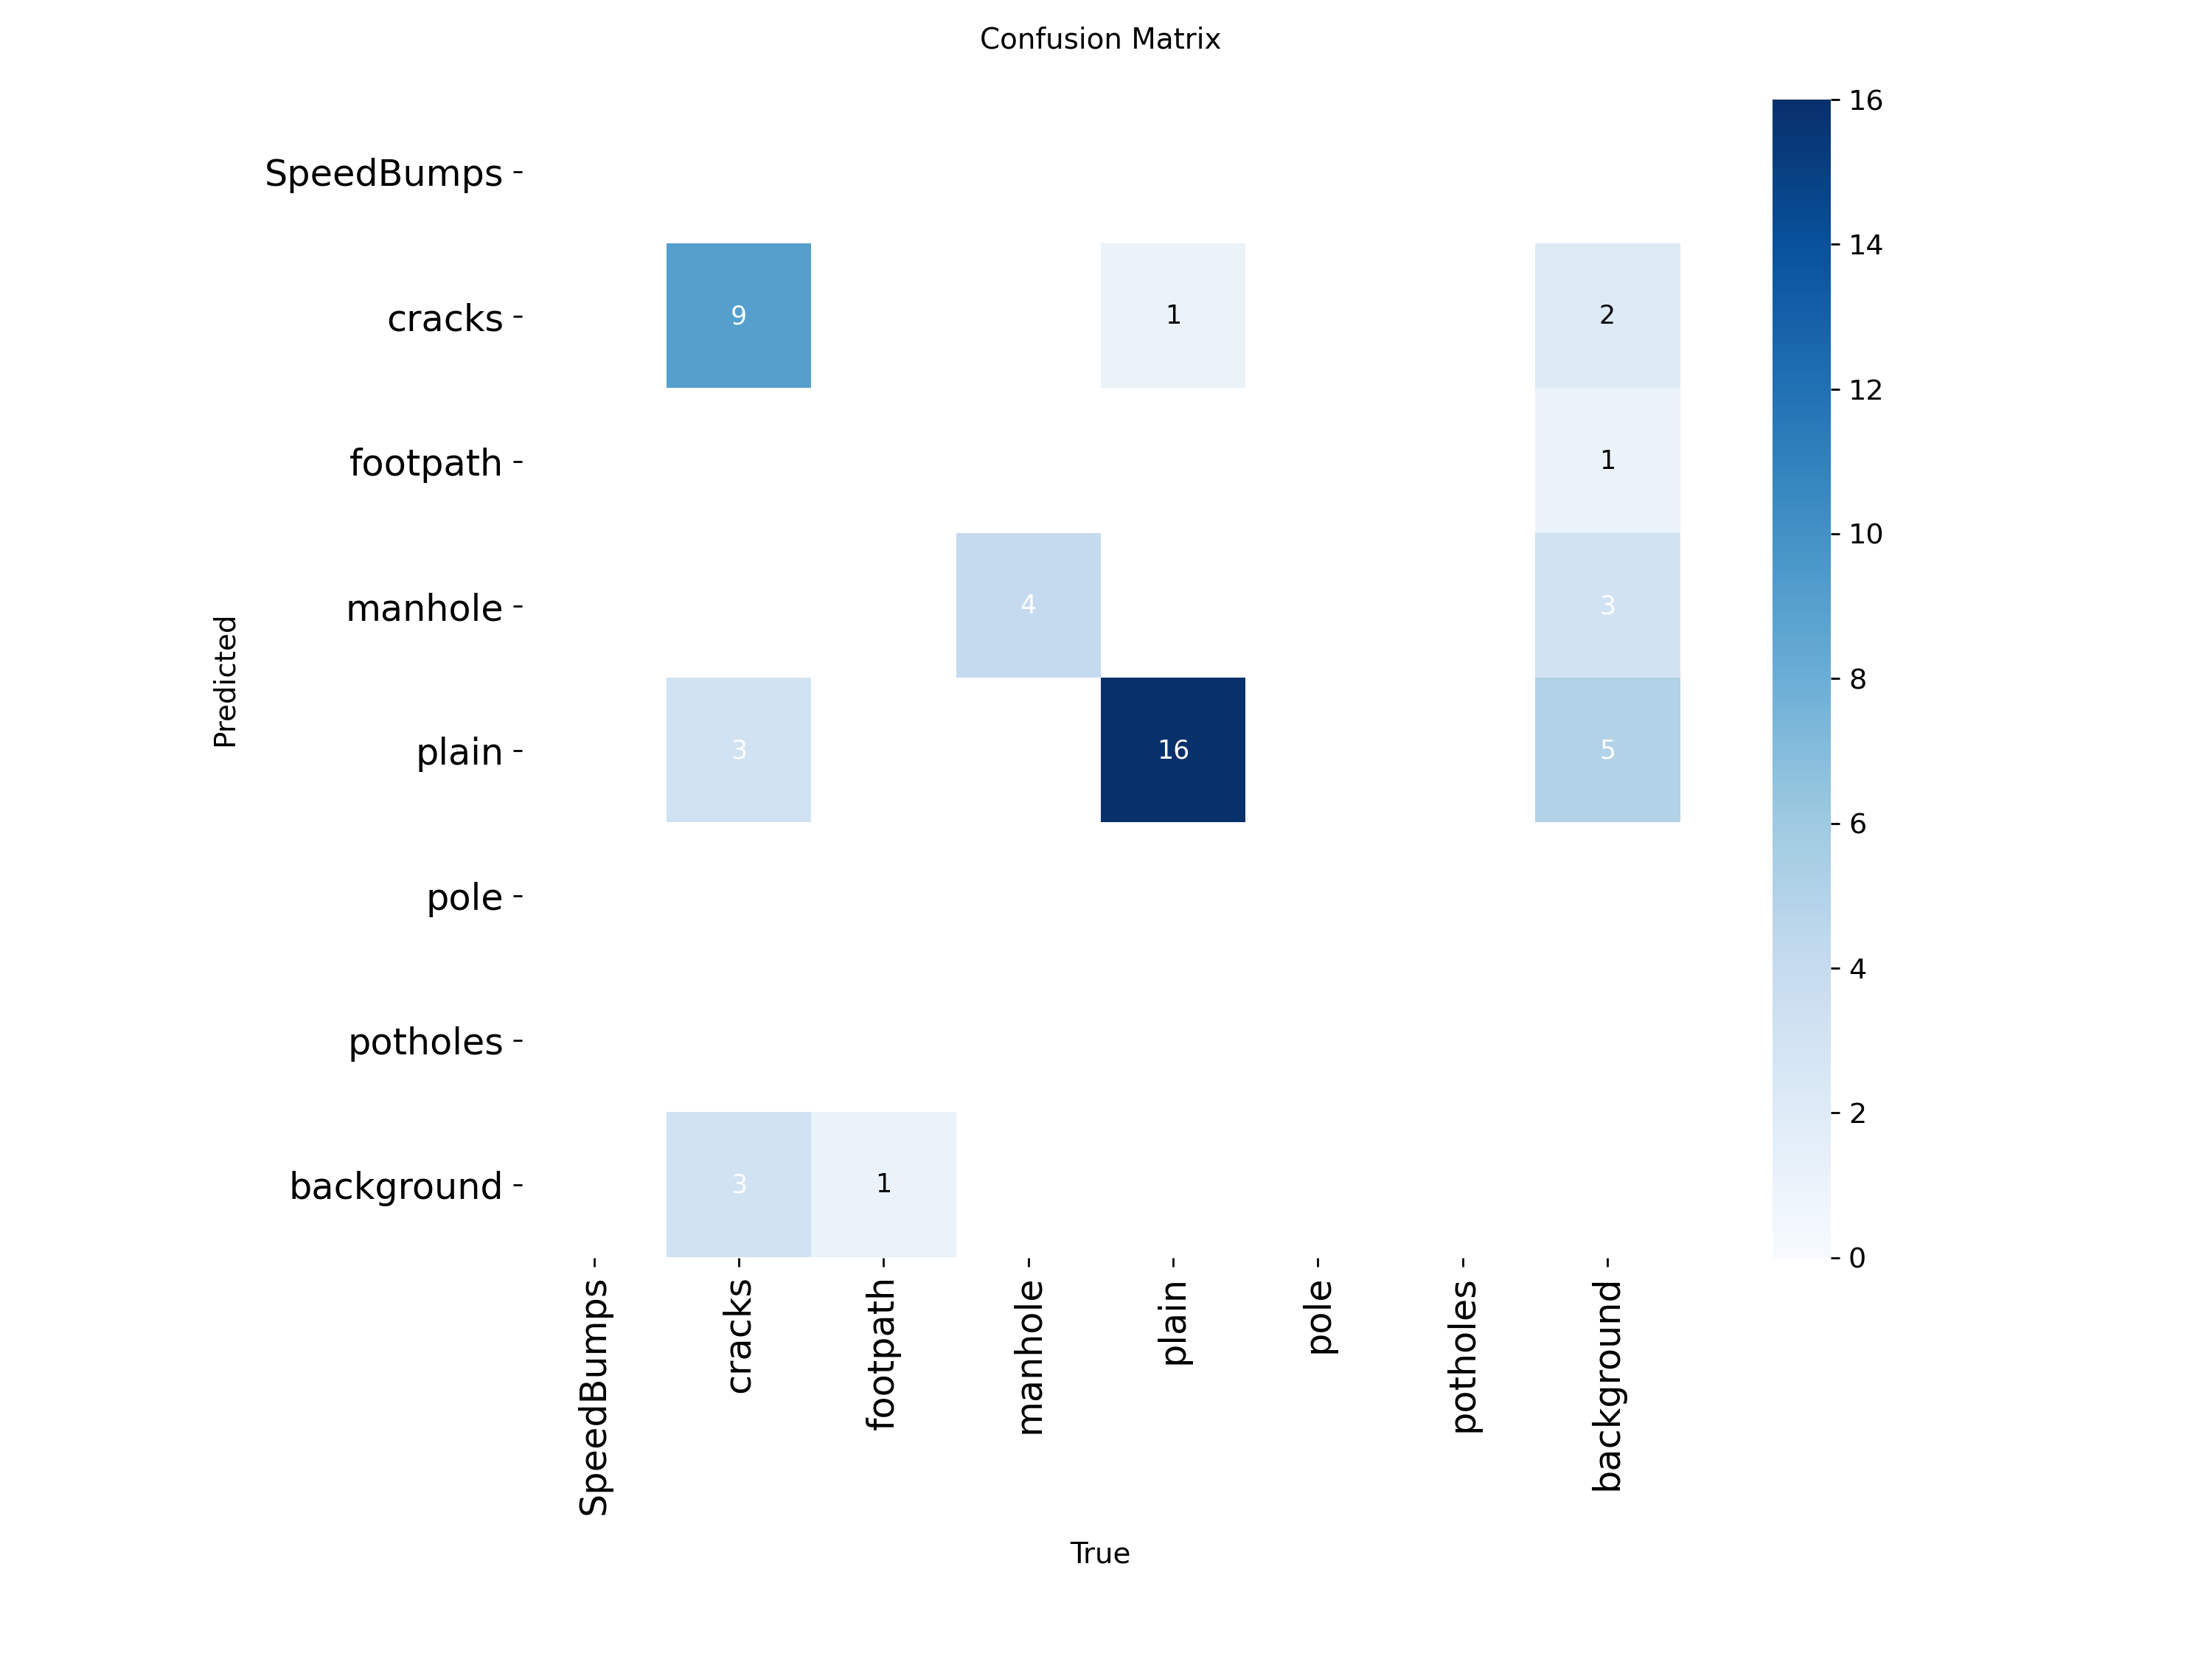 Confusion Matrix
SpeedBumps
cracks
footpath
manhole
plain
pole
potholes
background
Predicted
9 1 2
1
4 3
3 16 5
3 1
SpeedBumps
cracks
footpath
manhole
plain
pole
potholes
background
True
16
14
12
10
8
6
4
2
0